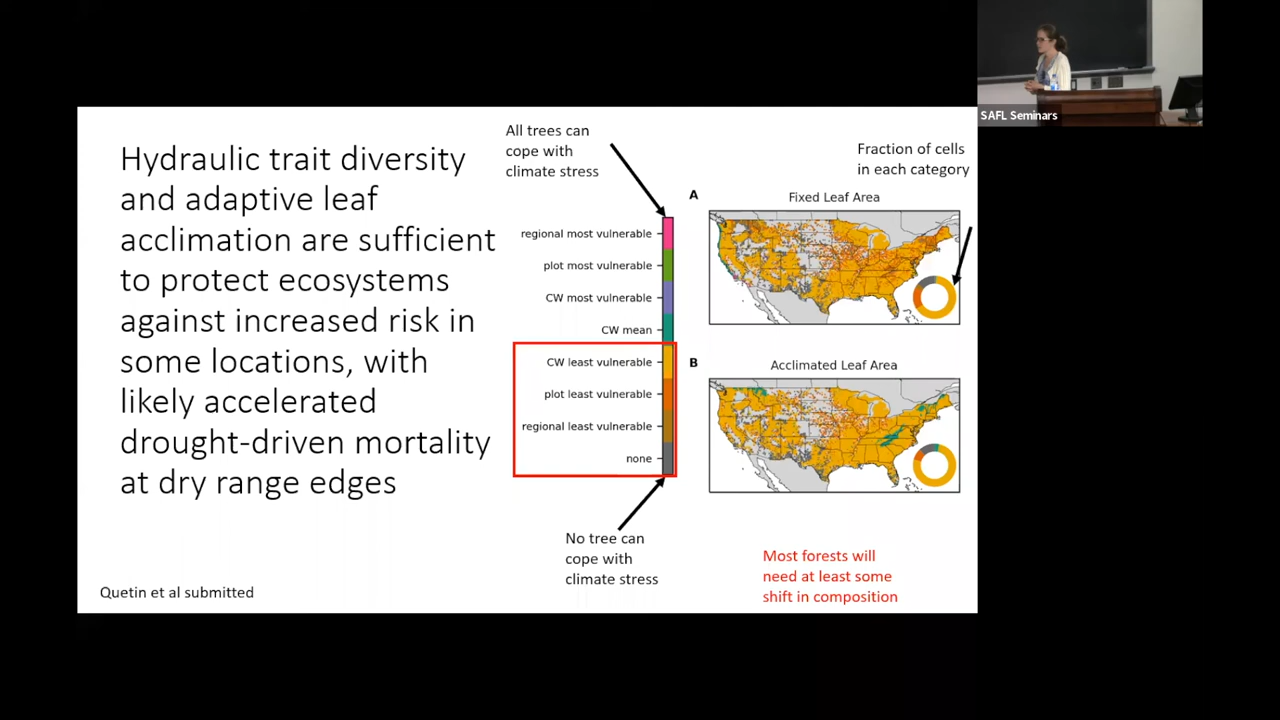 Hydraulic trait diversity
and adaptive leaf
acclimation are sufficient
to protect ecosystems
against increased risk in
some locations, with
likely accelerated
drought-driven mortality
at dry range edges
Quetin et al submitted
All trees can
cope with
climate stress
regional most vulnerable
plot most vulnerable
CW most vulnerable
CW mean
CW least vulnerable
plot least vulnerable
regional least vulnerable
none
No tree can
cope with
climate stress
Fraction of cells
in each category
A
Fixed Leaf Area
B
Acclimated Leaf Area
Most forests will
need at least some
shift in composition
SAFL Seminars